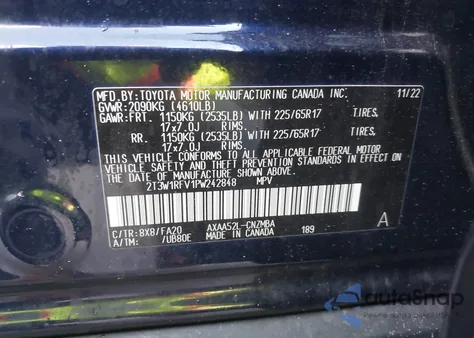 MFD. BY: TOYOTA MOTOR MANUFACTURING CANADA INC. 11/22
GVWR: 2090KG (4610LB)
GAWR: FRT. 1150KG (2535LB) WITH 225/65R17 TIRES.
17x7.0J RIMS.
RR. 1150KG (2535LB) WITH 225/65R17 TIRES.
17x7.0J RIMS.
THIS VEHICLE CONFORMS TO ALL APPLICABLE FEDERAL MOTOR
VEHICLE SAFETY AND THEFT PREVENTION STANDARDS IN EFFECT
ON THE DATE OF MANUFACTURE SHOWN ABOVE.
2T3W1RFV1PW242848 MPV
C/TR: 8X8/FA20 AXAA52L-CNZMBA
A/TM: /UB80E MADE IN CANADA 189
A
autoSnap